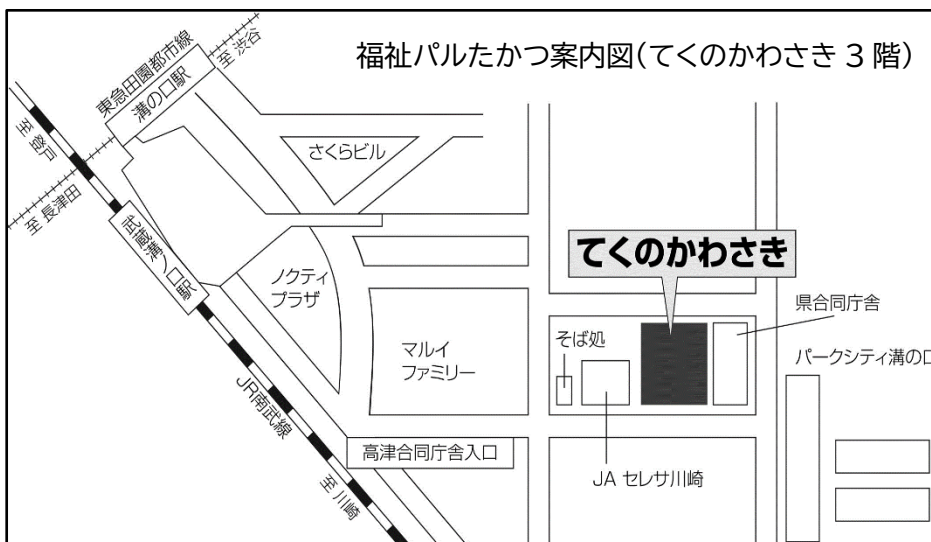 福祉パルたかつ案内図(てくのかわさき 3 階)
東急田園都市線
溝の口駅
至 渋谷
至 登戸
至 長津田
武蔵溝ノ口駅
さくらビル
ノクティ
プラザ
マルイ
ファミリー
てくのかわさき
県合同庁舎
そば処
パークシティ溝の口
JR南武線
高津合同庁舎入口
JA セレサ川崎
至 川崎